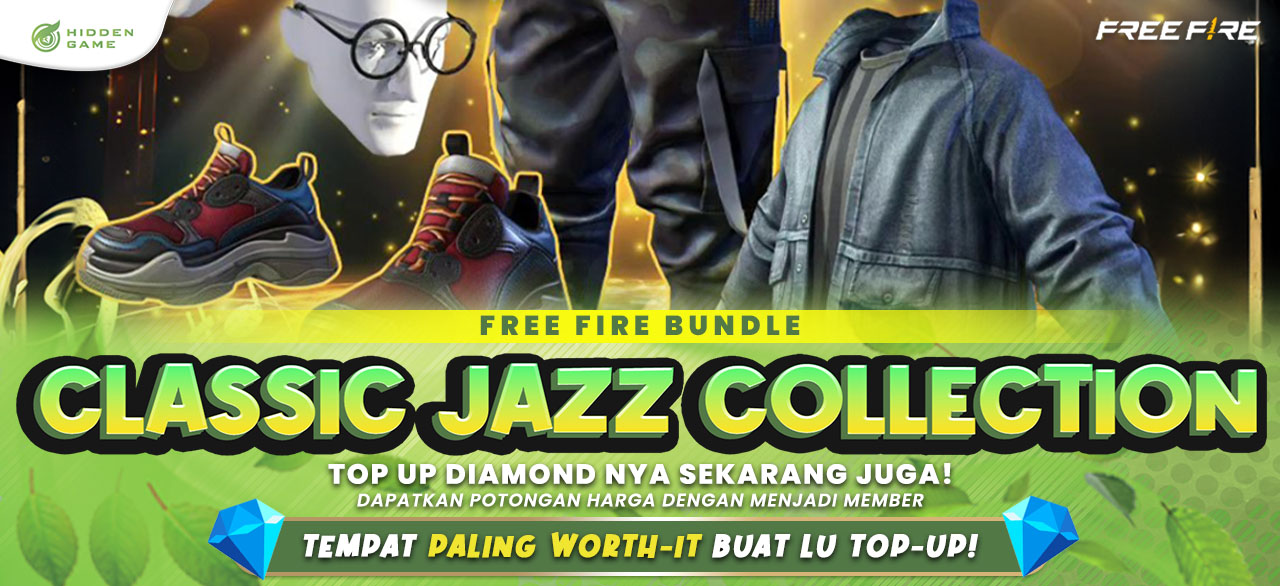 HIDDEN
GAME
FREE FIRE
FREE FIRE BUNDLE
CLASSIC JAZZ COLLECTION
TOP UP DIAMOND NYA SEKARANG JUGA!
DAPATKAN POTONGAN HARGA DENGAN MENJADI MEMBER
TEMPAT PALING WORTH-IT BUAT LU TOP-UP!